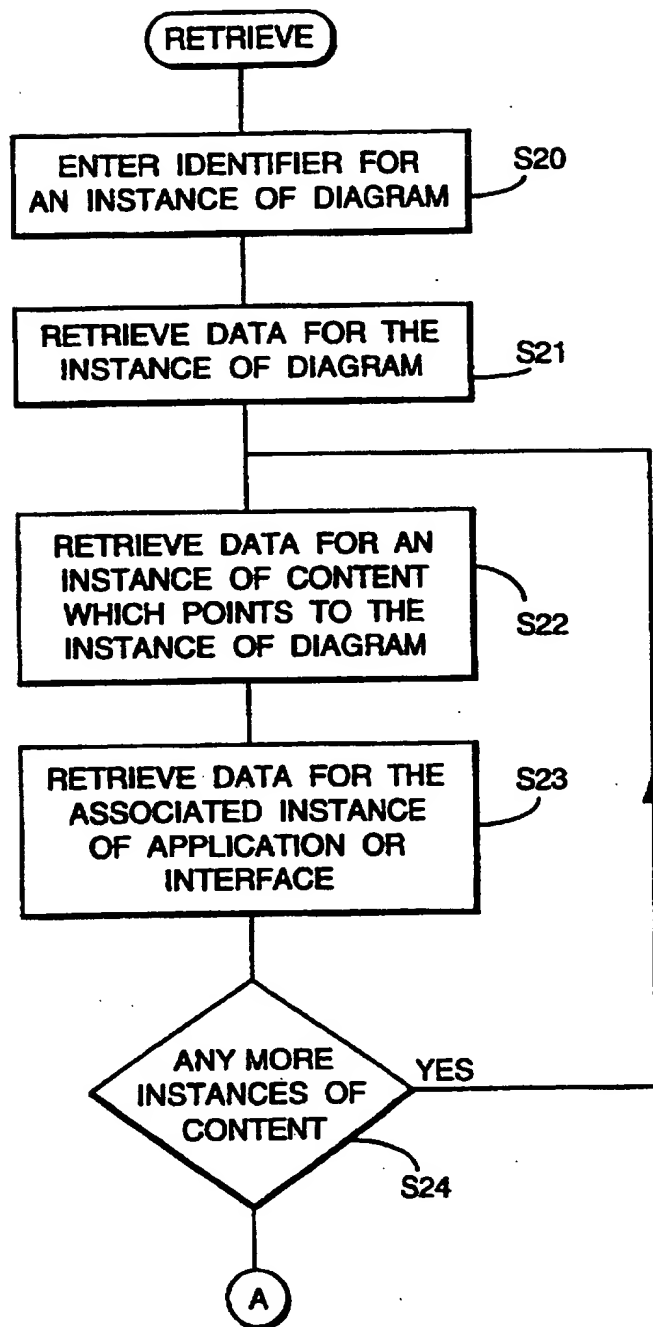 RETRIEVE
ENTER IDENTIFIER FOR
AN INSTANCE OF DIAGRAM
S20
RETRIEVE DATA FOR THE
INSTANCE OF DIAGRAM
S21
RETRIEVE DATA FOR AN
INSTANCE OF CONTENT
WHICH POINTS TO THE
INSTANCE OF DIAGRAM
S22
RETRIEVE DATA FOR THE
ASSOCIATED INSTANCE
OF APPLICATION OR
INTERFACE
S23
ANY MORE
INSTANCES OF
CONTENT
YES
S24
A